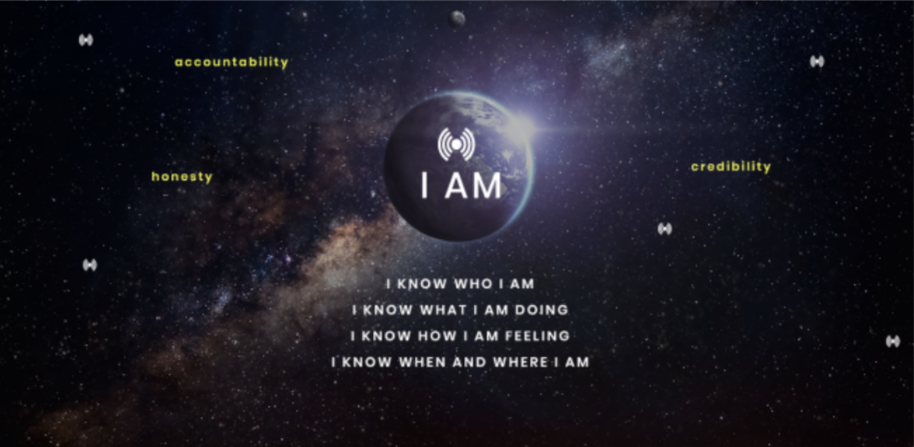 accountability
honesty
credibility
I AM
I KNOW WHO I AM
I KNOW WHAT I AM DOING
I KNOW HOW I AM FEELING
I KNOW WHEN AND WHERE I AM